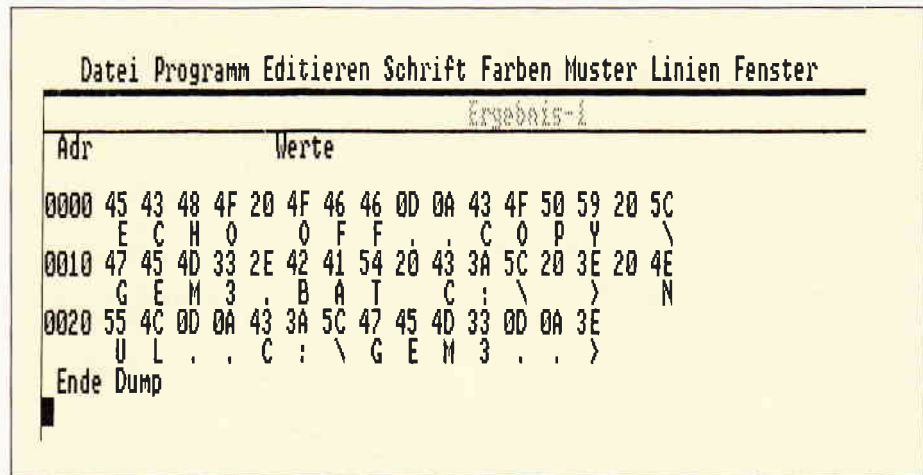 Datei Programm Editieren Schrift Farben Muster Linien Fenster
Ergebnis-1
Adr Werte
0000 45 43 48 4F 20 4F 46 46 0D 0A 43 4F 50 59 20 5C
E C H O O F F . . C O P Y \
0010 47 45 4D 33 2E 42 41 54 20 43 3A 5C 20 3E 20 4E
G E M 3 . B A T C : \ > N
0020 55 4C 0D 0A 43 3A 5C 47 45 4D 33 0D 0A 3E
U L . . C : \ G E M 3 . . >
Ende Dump